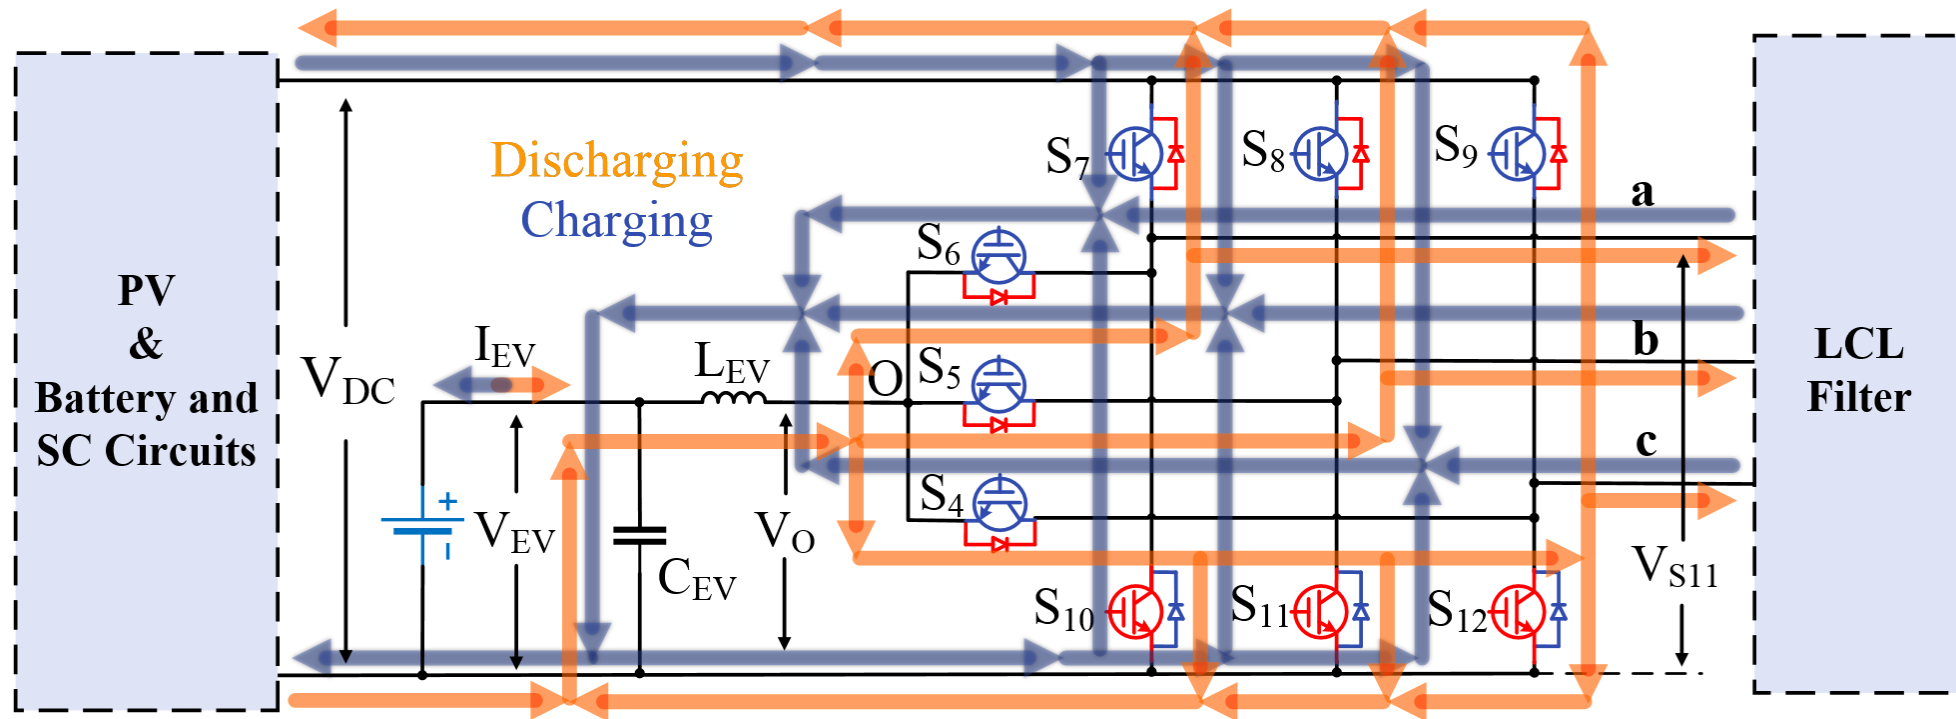 PV
&
Battery and
SC Circuits
V_DC
Discharging
Charging
I_EV
V_EV
+
-
C_EV
L_EV
V_O
O
S_6
S_5
S_4
S_7
S_8
S_9
S_10
S_11
S_12
a
b
c
V_S11
LCL
Filter